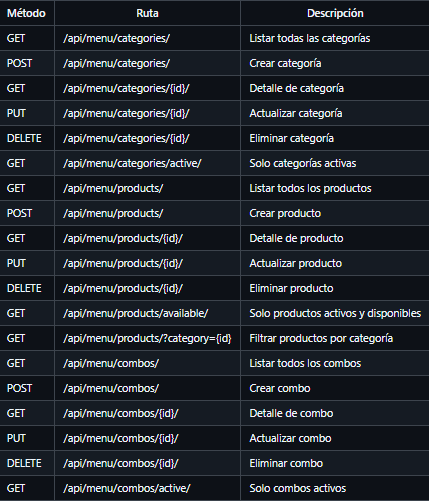 Método Ruta Descripción
GET /api/menu/categories/ Listar todas las categorías
POST /api/menu/categories/ Crear categoría
GET /api/menu/categories/{id}/ Detalle de categoría
PUT /api/menu/categories/{id}/ Actualizar categoría
DELETE /api/menu/categories/{id}/ Eliminar categoría
GET /api/menu/categories/active/ Solo categorías activas
GET /api/menu/products/ Listar todos los productos
POST /api/menu/products/ Crear producto
GET /api/menu/products/{id}/ Detalle de producto
PUT /api/menu/products/{id}/ Actualizar producto
DELETE /api/menu/products/{id}/ Eliminar producto
GET /api/menu/products/available/ Solo productos activos y disponibles
GET /api/menu/products/?category={id} Filtrar productos por categoría
GET /api/menu/combos/ Listar todos los combos
POST /api/menu/combos/ Crear combo
GET /api/menu/combos/{id}/ Detalle de combo
PUT /api/menu/combos/{id}/ Actualizar combo
DELETE /api/menu/combos/{id}/ Eliminar combo
GET /api/menu/combos/active/ Solo combos activos